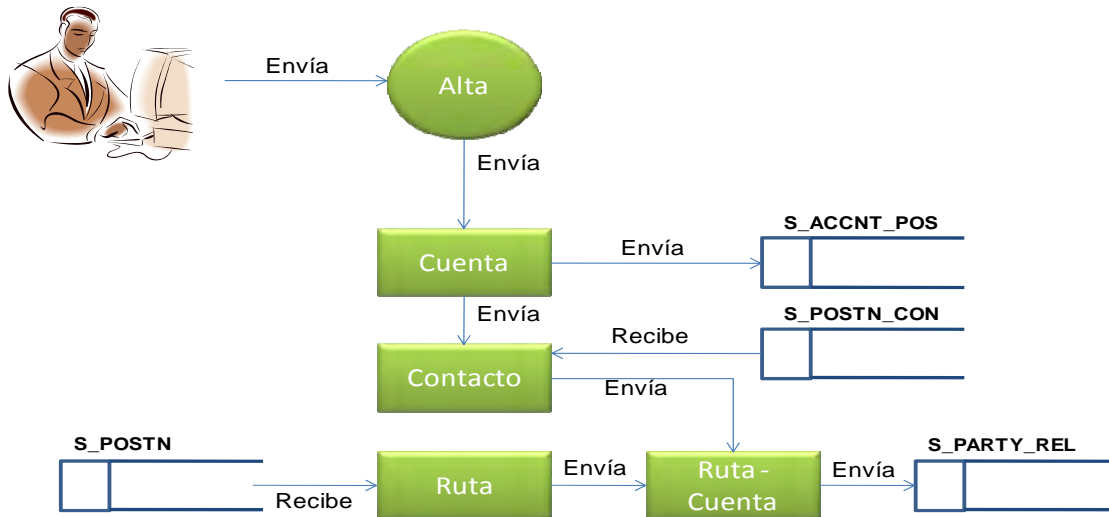 Envía
Alta
Envía
S_ACCNT_POS
Cuenta
Envía
Envía
S_POSTN_CON
Recibe
Contacto
Envía
S_POSTN
S_PARTY_REL
Recibe
Ruta
Envía
Ruta -
Cuenta
Envía